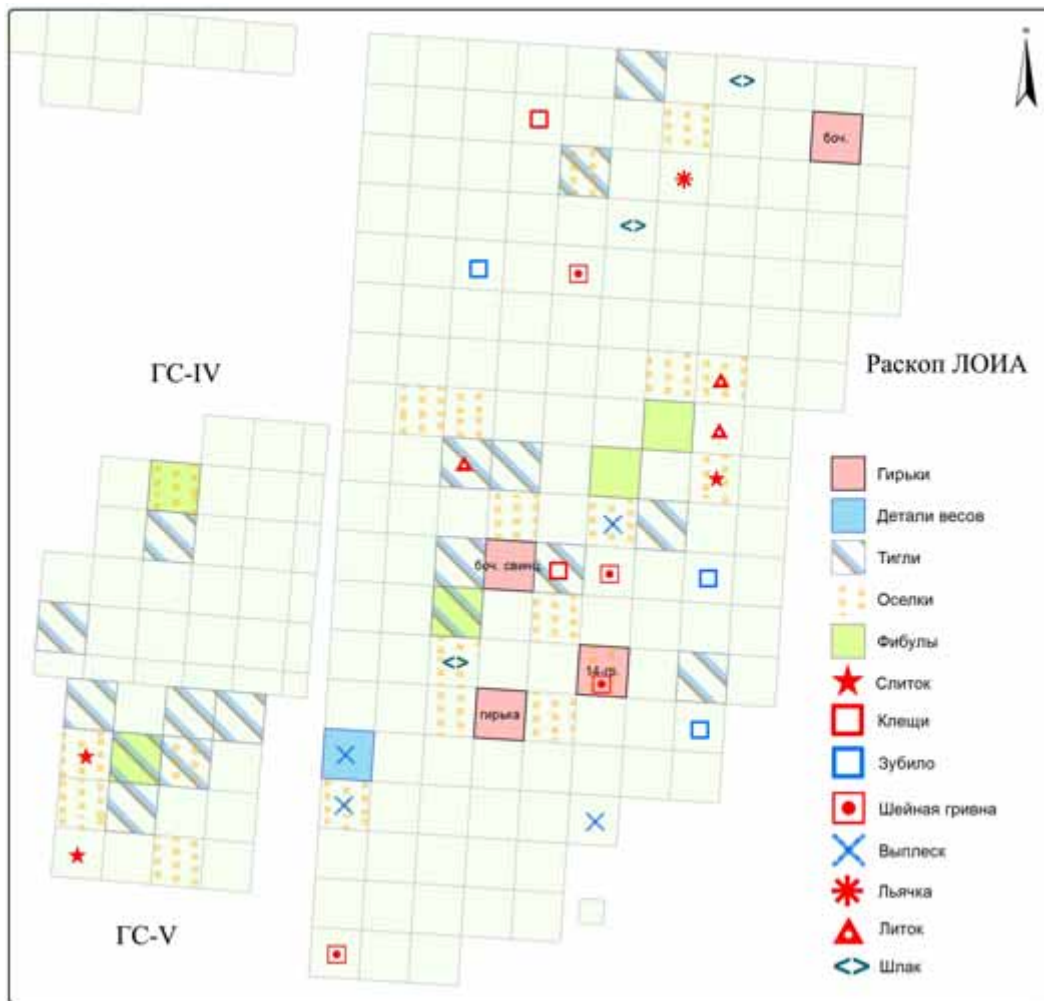 боч.
ГС-IV
Раскоп ЛОИА
боч. свинц.
14-гр.
гирька
ГС-V
Гирьки
Детали весов
Тигли
Оселки
Фибулы
Слиток
Клещи
Зубило
Шейная гривна
Выплеск
Льячка
Литок
Шлак